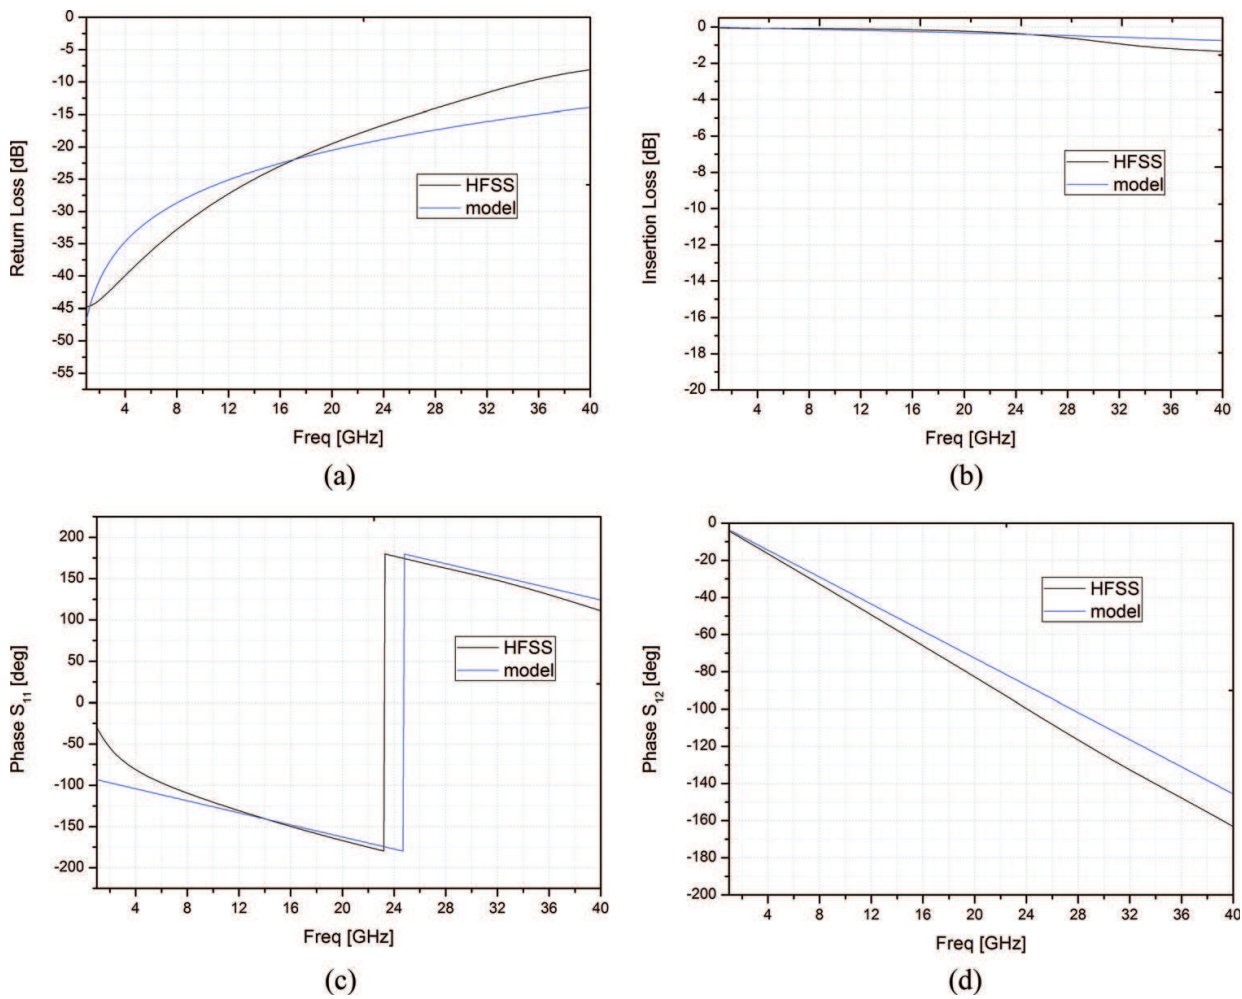 0
-5
-10
-15
-20
-25
-30
-35
-40
-45
-50
-55
Return Loss [dB]
HFSS
model
4 8 12 16 20 24 28 32 36 40
Freq [GHz]
(a)
0
-2
-4
-6
-8
-10
-12
-14
-16
-18
-20
Insertion Loss [dB]
HFSS
model
4 8 12 16 20 24 28 32 36 40
Freq [GHz]
(b)
200
150
100
50
0
-50
-100
-150
-200
Phase S11 [deg]
HFSS
model
4 8 12 16 20 24 28 32 36 40
Freq [GHz]
(c)
0
-20
-40
-60
-80
-100
-120
-140
-160
-180
-200
Phase S12 [deg]
HFSS
model
4 8 12 16 20 24 28 32 36 40
Freq [GHz]
(d)